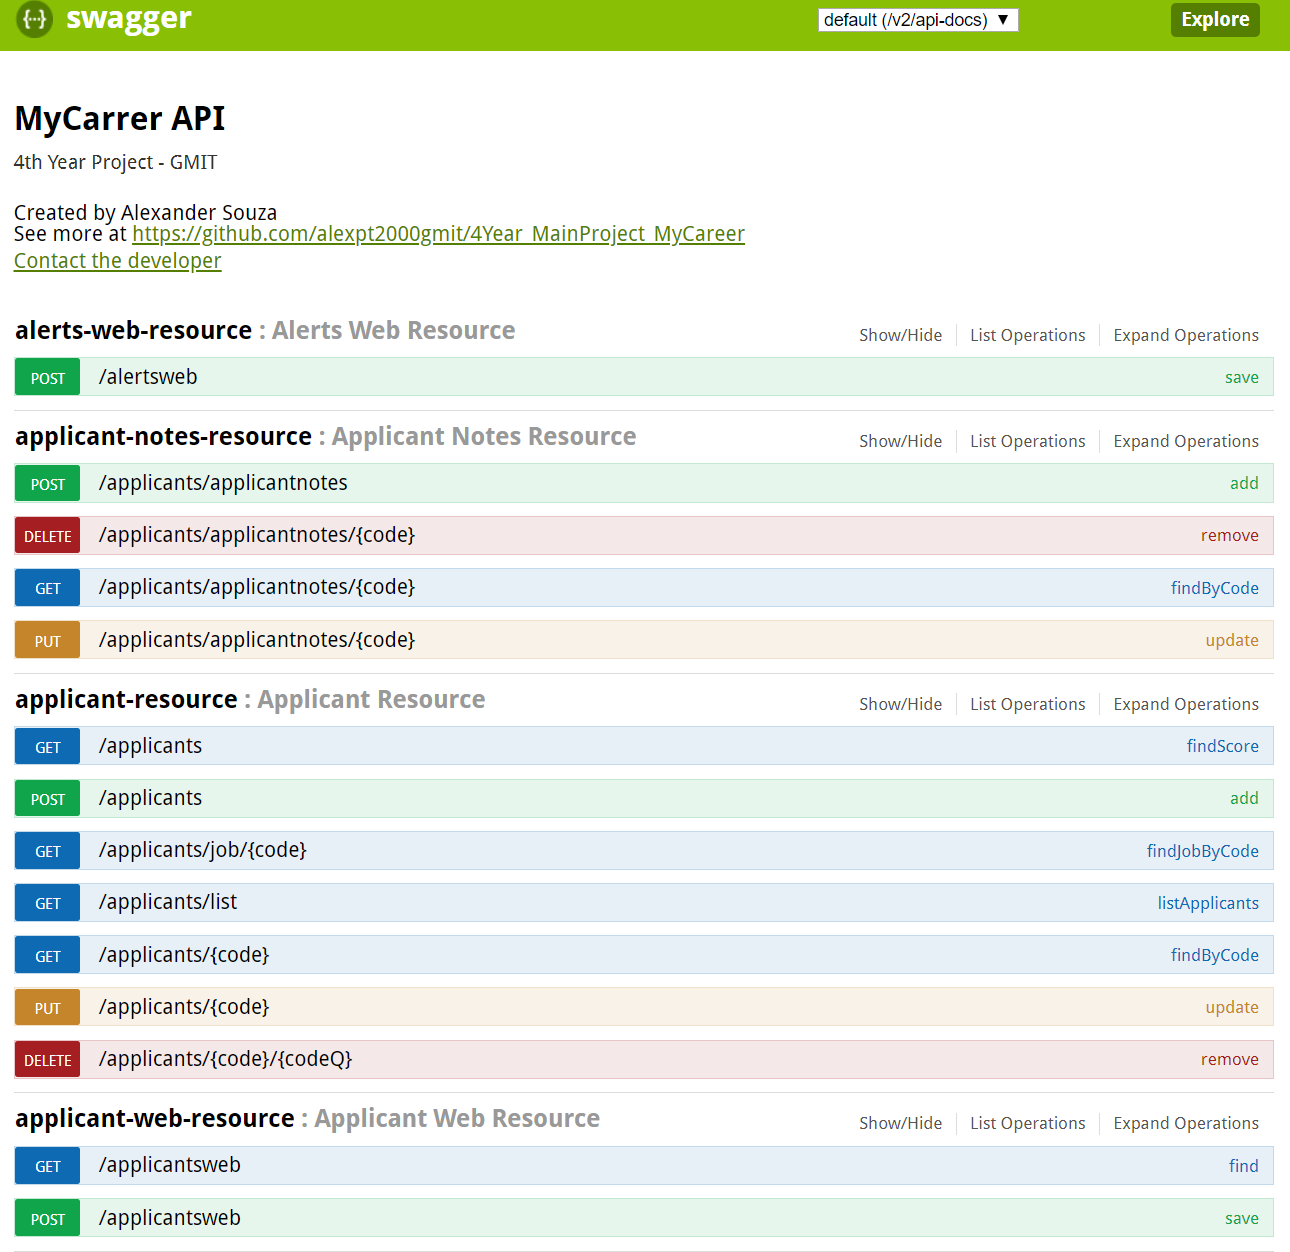 {···} swagger default (/v2/api-docs) ▼ Explore
MyCarrer API
4th Year Project - GMIT
Created by Alexander Souza
See more at https://github.com/alexpt2000gmit/4Year_MainProject_MyCareer
Contact the developer
alerts-web-resource : Alerts Web Resource Show/Hide List Operations Expand Operations
POST /alertsweb save
applicant-notes-resource : Applicant Notes Resource Show/Hide List Operations Expand Operations
POST /applicants/applicantnotes add
DELETE /applicants/applicantnotes/{code} remove
GET /applicants/applicantnotes/{code} findByCode
PUT /applicants/applicantnotes/{code} update
applicant-resource : Applicant Resource Show/Hide List Operations Expand Operations
GET /applicants findScore
POST /applicants add
GET /applicants/job/{code} findJobByCode
GET /applicants/list listApplicants
GET /applicants/{code} findByCode
PUT /applicants/{code} update
DELETE /applicants/{code}/{codeQ} remove
applicant-web-resource : Applicant Web Resource Show/Hide List Operations Expand Operations
GET /applicantsweb find
POST /applicantsweb save